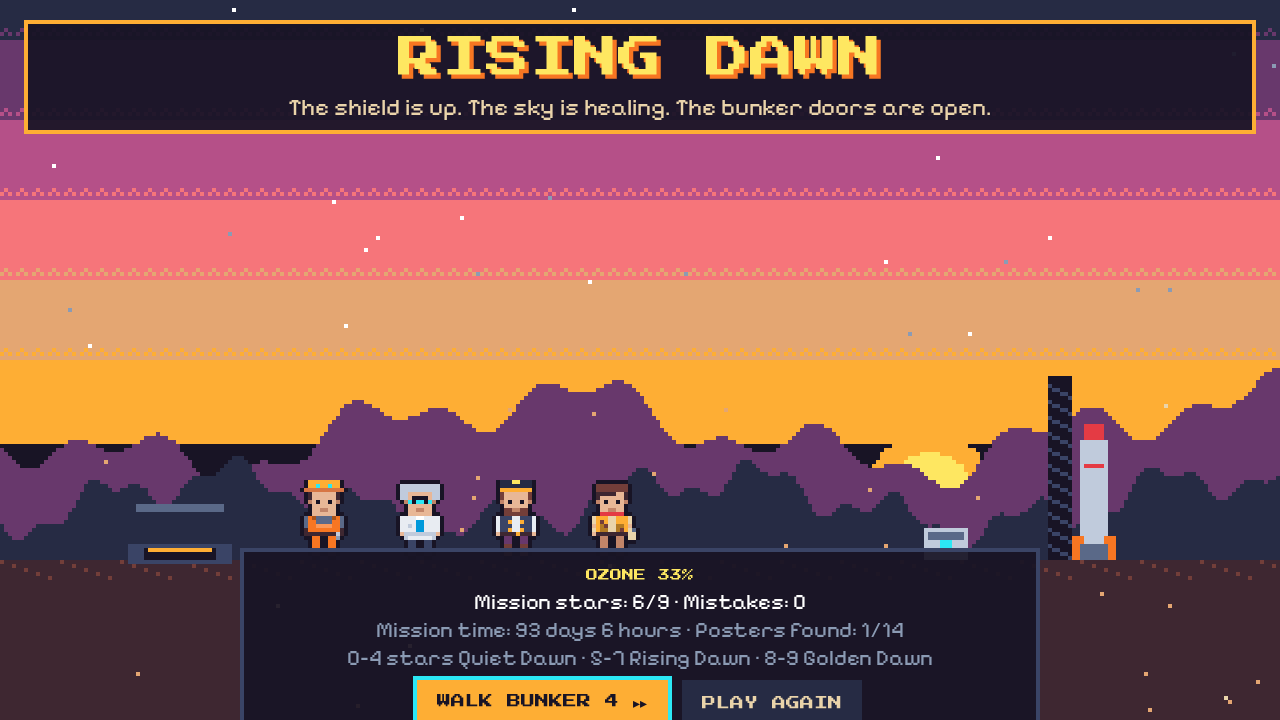 RISING DAWN
The shield is up. The sky is healing. The bunker doors are open.
OZONE 33%
Mission stars: 6/9 · Mistakes: 0
Mission time: 93 days 6 hours · Posters found: 1/14
0-4 stars Quiet Dawn · 5-7 Rising Dawn · 8-9 Golden Dawn
WALK BUNKER 4 ▸▸
PLAY AGAIN